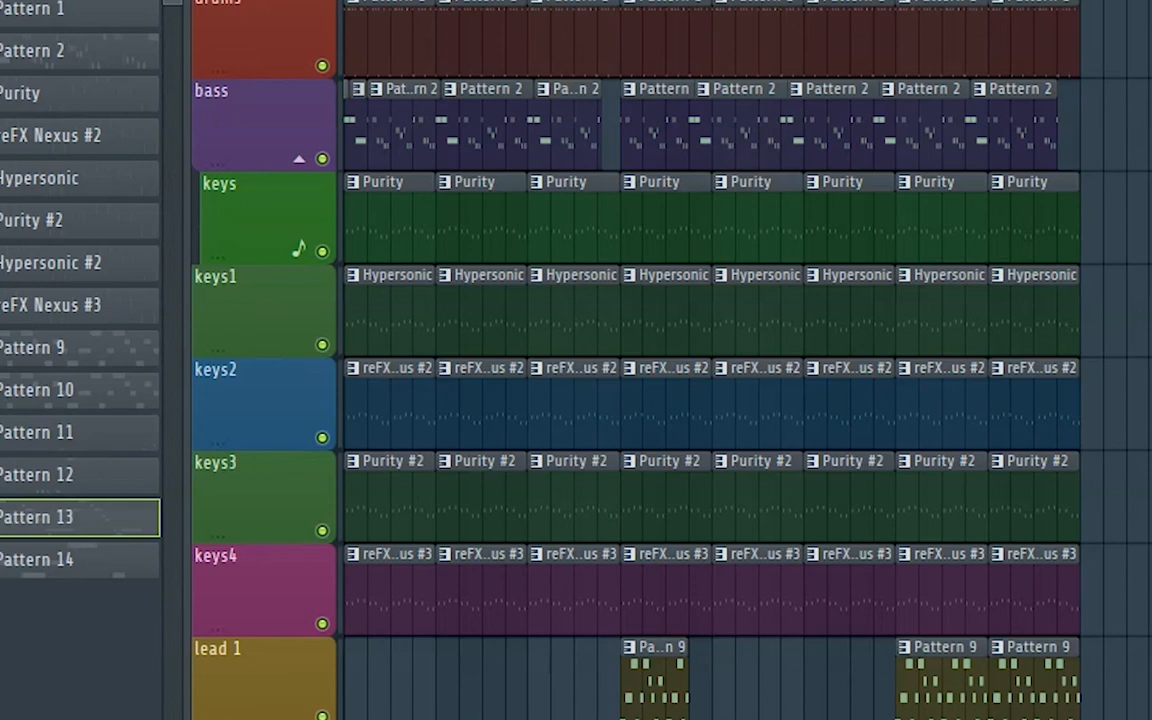 Pattern 1
Pattern 2
Purity
reFX Nexus #2
Hypersonic
Purity #2
Hypersonic #2
reFX Nexus #3
Pattern 9
Pattern 10
Pattern 11
Pattern 12
Pattern 13
Pattern 14
drums
bass
Pat..rn 2 Pattern 2 Pa..n 2 Pattern Pattern 2 Pattern 2 Pattern 2 Pattern 2
keys
Purity Purity Purity Purity Purity Purity Purity Purity
keys1
Hypersonic Hypersonic Hypersonic Hypersonic Hypersonic Hypersonic Hypersonic Hypersonic
keys2
reFX..us #2 reFX..us #2 reFX..us #2 reFX..us #2 reFX..us #2 reFX..us #2 reFX..us #2 reFX..us #2
keys3
Purity #2 Purity #2 Purity #2 Purity #2 Purity #2 Purity #2 Purity #2 Purity #2
keys4
reFX..us #3 reFX..us #3 reFX..us #3 reFX..us #3 reFX..us #3 reFX..us #3 reFX..us #3 reFX..us #3
lead 1
Pa..n 9 Pattern 9 Pattern 9